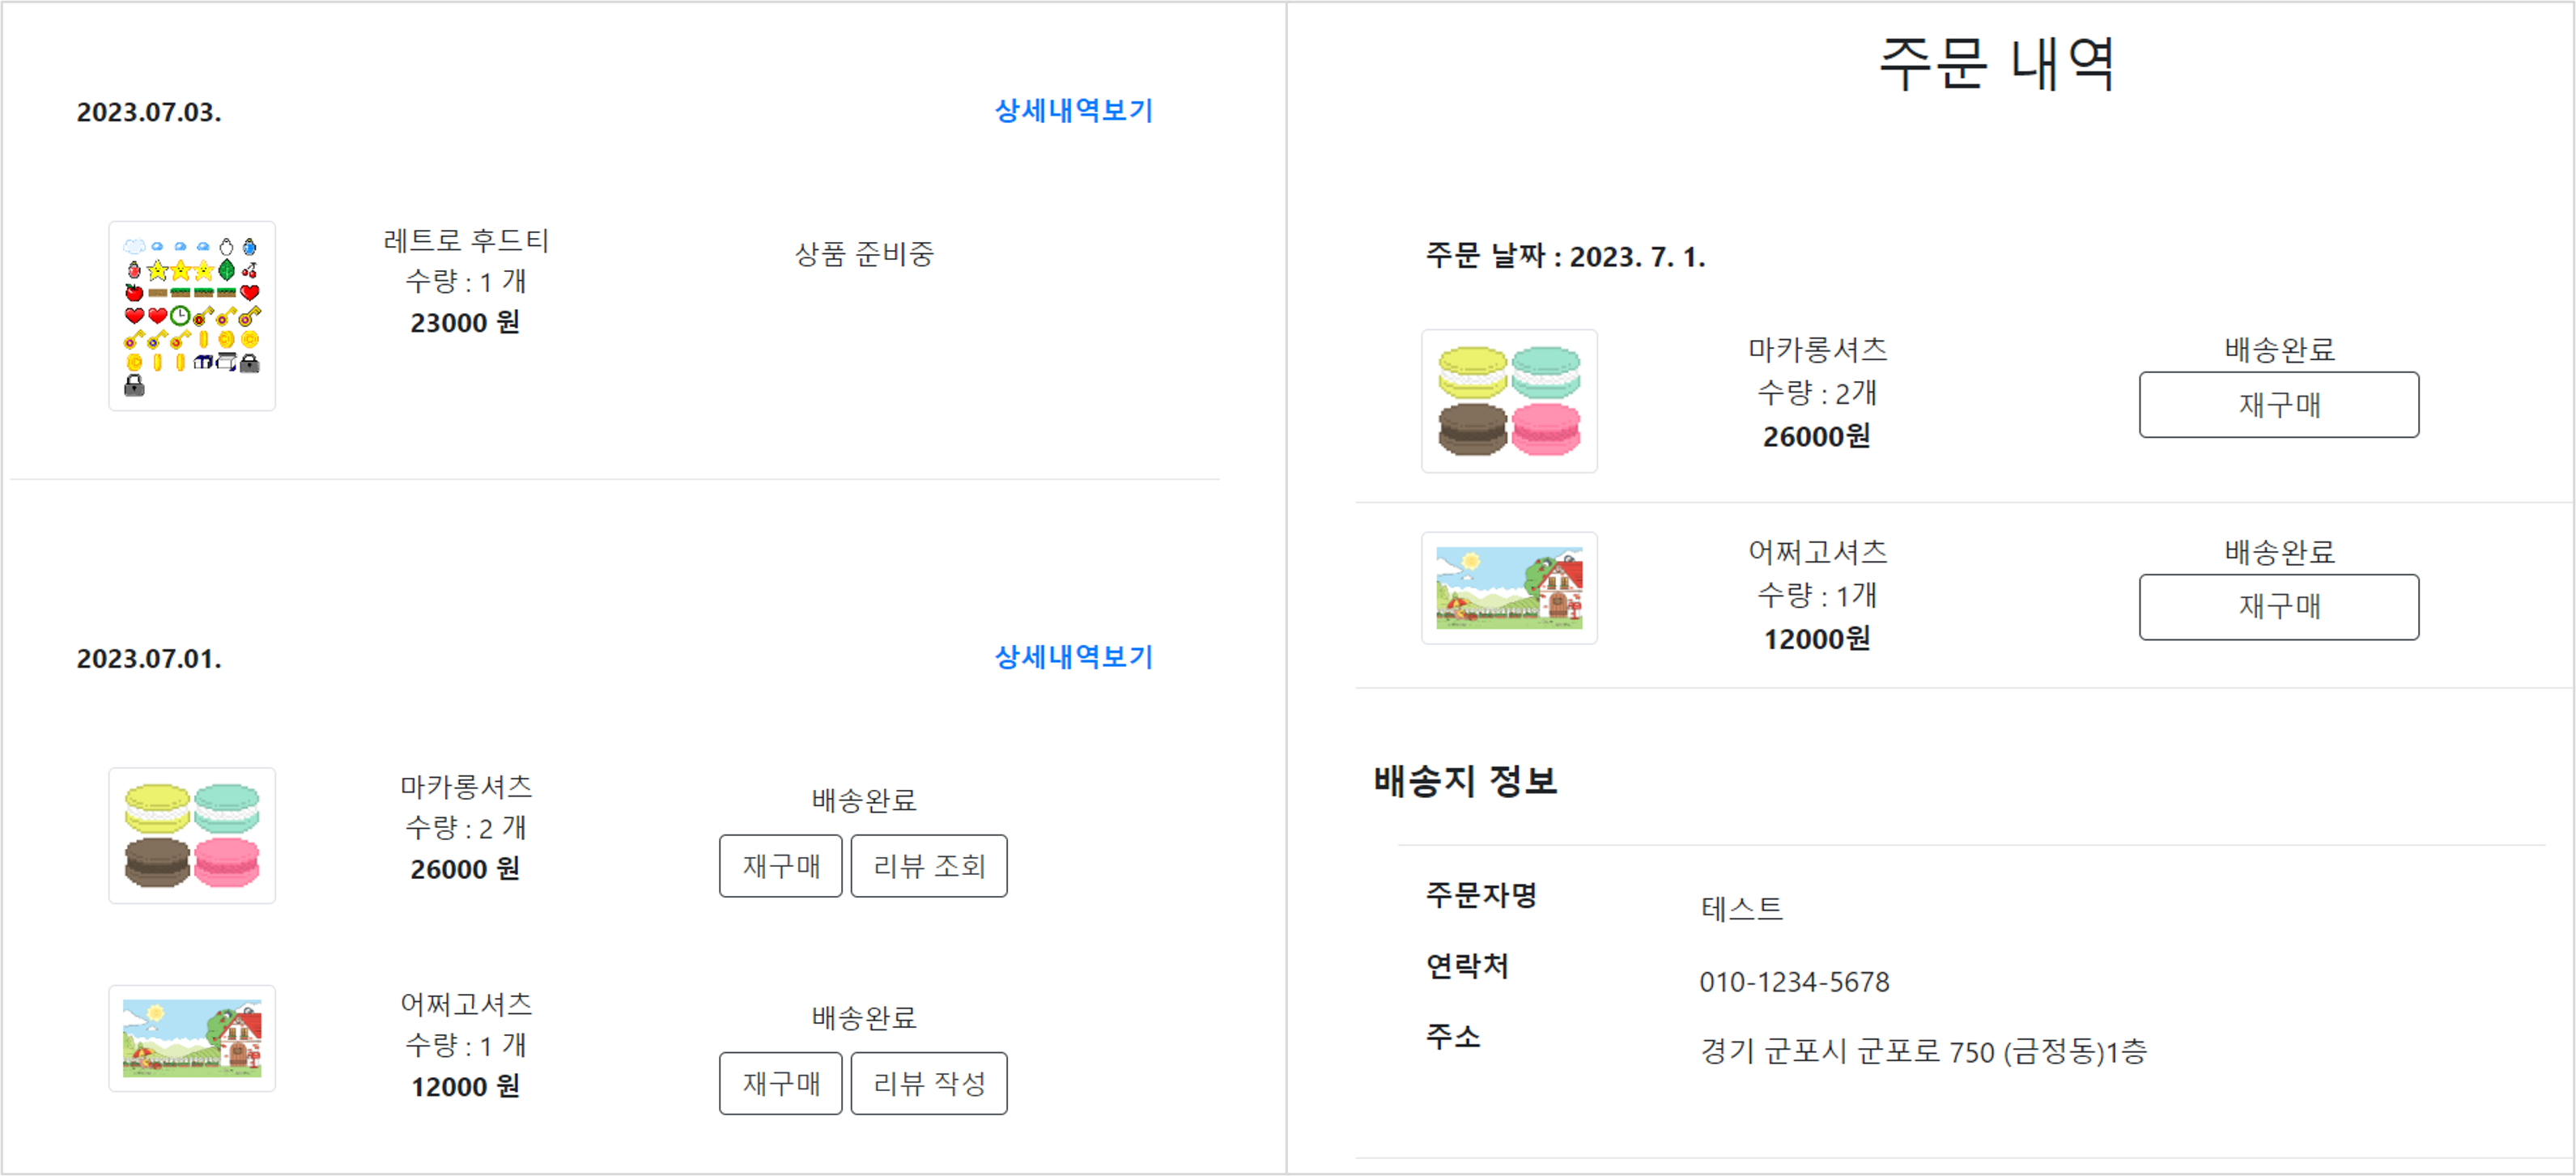 2023.07.03.
상세내역보기
레트로 후드티
수량 : 1 개
23000 원
상품 준비중
2023.07.01.
상세내역보기
마카롱셔츠
수량 : 2 개
26000 원
배송완료
재구매
리뷰 조회
어쩌고셔츠
수량 : 1 개
12000 원
배송완료
재구매
리뷰 작성
주문 내역
주문 날짜 : 2023. 7. 1.
마카롱셔츠
수량 : 2개
26000원
배송완료
재구매
어쩌고셔츠
수량 : 1개
12000원
배송완료
재구매
배송지 정보
주문자명
테스트
연락처
010-1234-5678
주소
경기 군포시 군포로 750 (금정동)1층